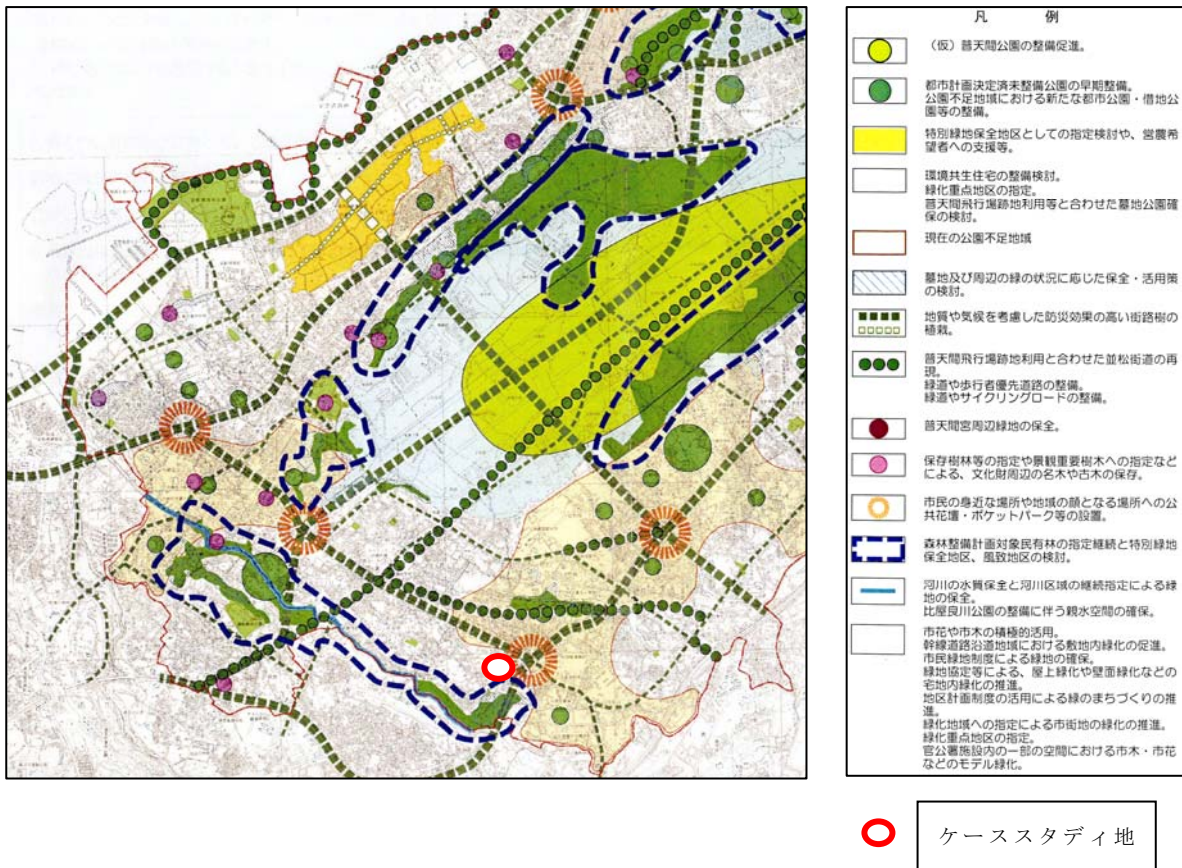 凡 例
(仮)普天間公園の整備促進。
都市計画決定済未整備公園の早期整備。
公園不足地域における新たな都市公園・借地公
園等の整備。
特別緑地保全地区としての指定検討や、営農希
望者への支援等。
環境共生住宅の整備検討。
緑化重点地区の指定。
普天間飛行場跡地利用等と合わせた墓地公園確
保の検討。
現在の公園不足地域
墓地及び周辺の緑の状況に応じた保全・活用策
の検討。
地質や気候を考慮した防災効果の高い街路樹の
植栽。
普天間飛行場跡地利用と合わせた並松街道の再
現。
緑道や歩行者優先道路の整備。
緑道やサイクリングロードの整備。
普天間宮周辺緑地の保全。
保存樹林等の指定や景観重要樹木への指定など
による、文化財周辺の名木や古木の保存。
市民の身近な場所や地域の顔となる場所への公
共花壇・ポケットパーク等の設置。
森林整備計画対象民有林の指定継続と特別緑地
保全地区、風致地区の検討。
河川の水質保全と河川区域の継続指定による緑
地の保全。
比屋良川公園の整備に伴う親水空間の確保。
市花や市木の積極的活用。
幹線道路沿道地域における敷地内緑化の促進。
市民緑地制度による緑地の確保。
緑地協定等による、屋上緑化や壁面緑化などの
宅地内緑化の推進。
地区計画制度の活用による緑のまちづくりの推
進。
緑化地域への指定による市街地の緑化の推進。
緑化重点地区の指定。
官公署施設内の一部の空間における市木・市花
などのモデル緑化。
ケーススタディ地